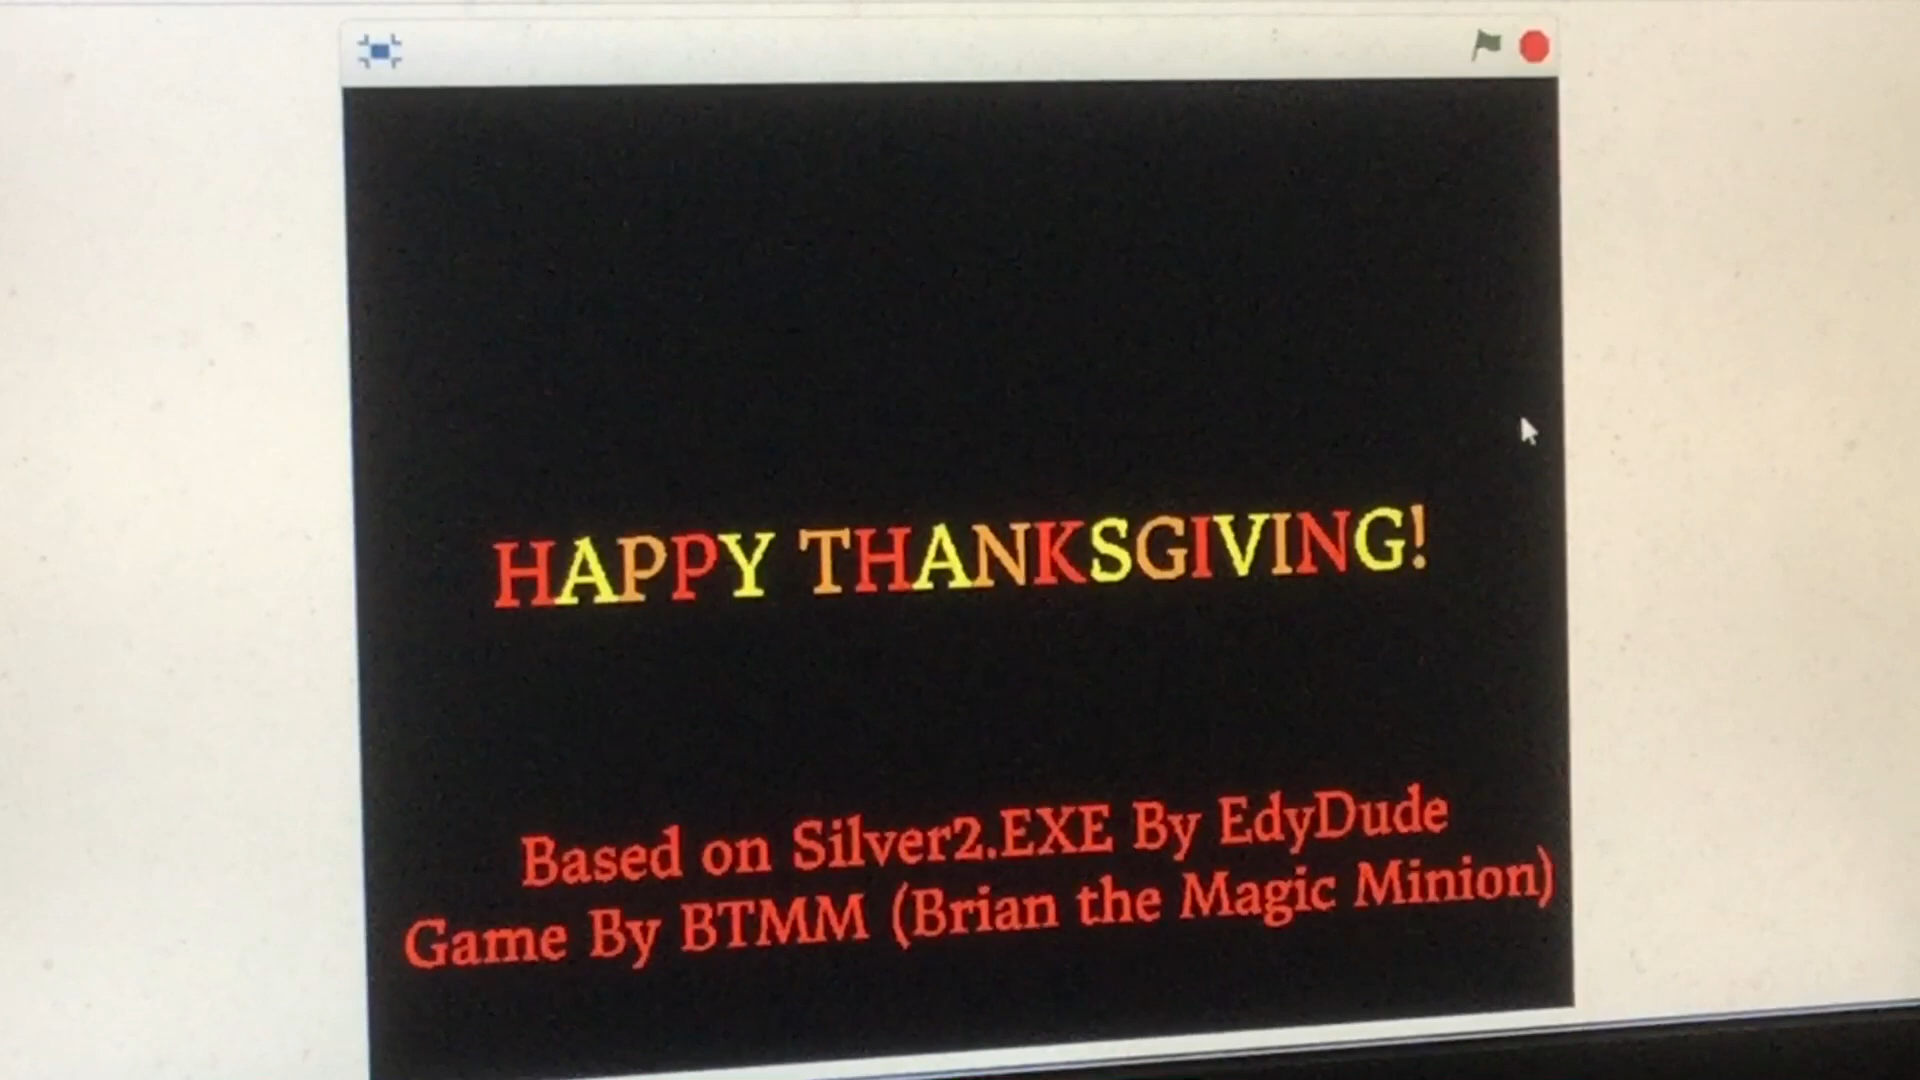 HAPPY THANKSGIVING!
Based on Silver2.EXE By EdyDude
Game By BTMM (Brian the Magic Minion)